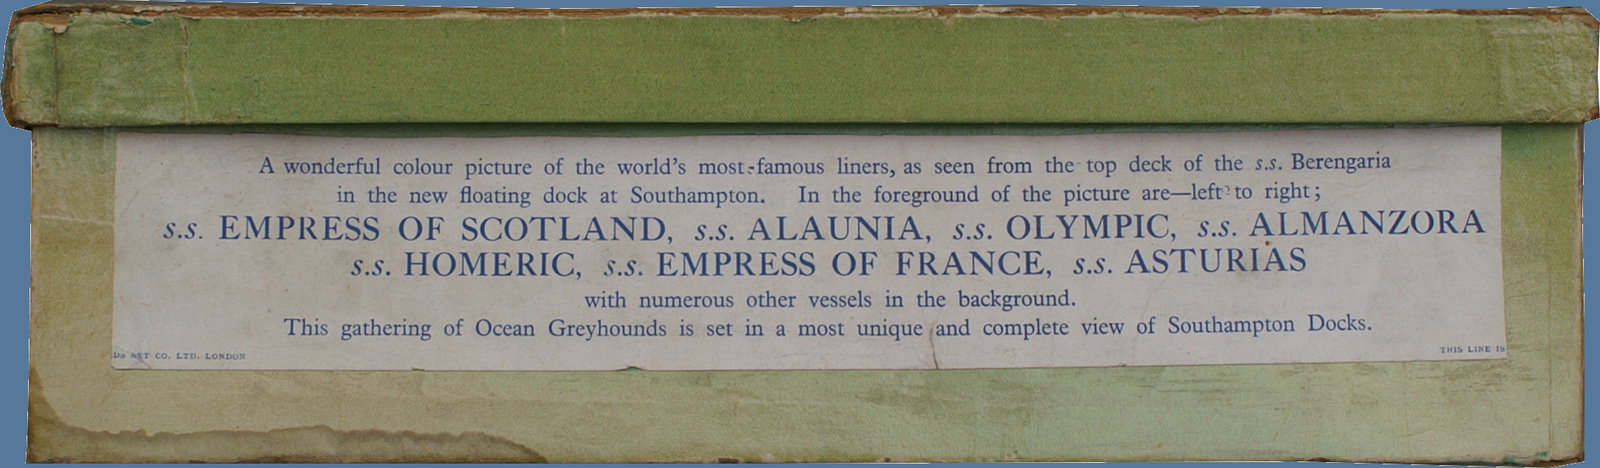 A wonderful colour picture of the world's most-famous liners, as seen from the top deck of the s.s. Berengaria
in the new floating dock at Southampton. In the foreground of the picture are—left to right;
s.s. EMPRESS OF SCOTLAND, s.s. ALAUNIA, s.s. OLYMPIC, s.s. ALMANZORA
s.s. HOMERIC, s.s. EMPRESS OF FRANCE, s.s. ASTURIAS
with numerous other vessels in the background.
This gathering of Ocean Greyhounds is set in a most unique and complete view of Southampton Docks.
ART CO. LTD. LONDON
THIS LINE IS